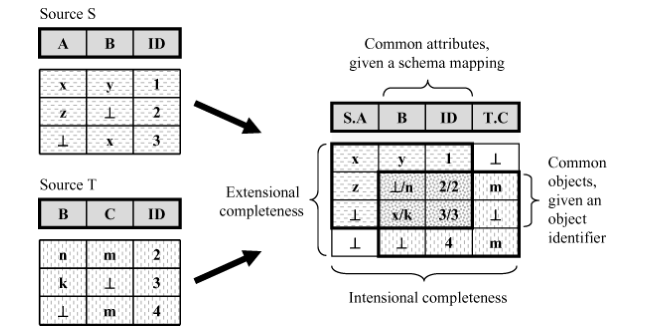 Source S
A B ID
x y 1
z ⊥ 2
⊥ x 3
Source T
B C ID
n m 2
k ⊥ 3
⊥ m 4
Common attributes,
given a schema mapping
S.A B ID T.C
x y 1 ⊥
z ⊥/n 2/2 m
⊥ x/k 3/3 ⊥
⊥ ⊥ 4 m
Extensional
completeness
Common
objects,
given an
object
identifier
Intensional completeness